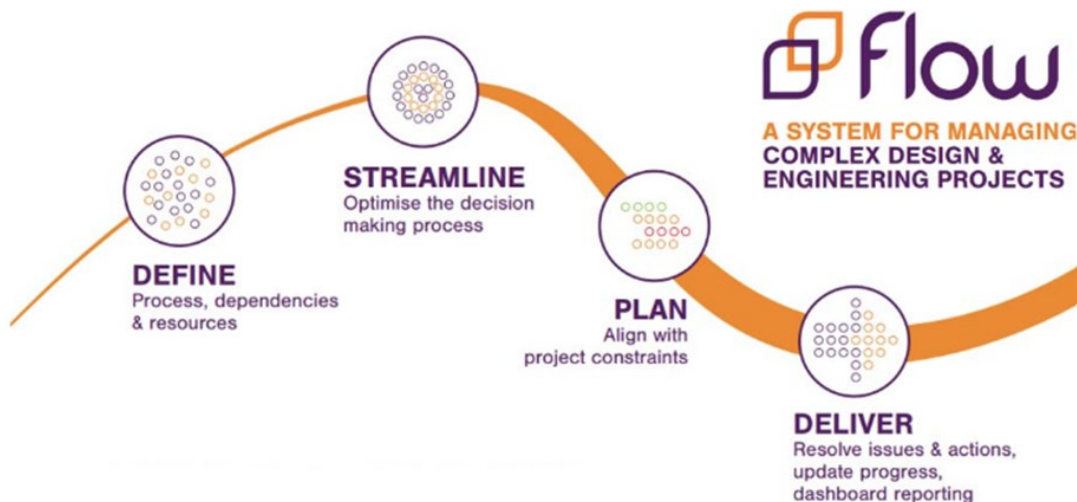 flow
A SYSTEM FOR MANAGING
COMPLEX DESIGN &
ENGINEERING PROJECTS
DEFINE
Process, dependencies
& resources
STREAMLINE
Optimise the decision
making process
PLAN
Align with
project constraints
DELIVER
Resolve issues & actions,
update progress,
dashboard reporting